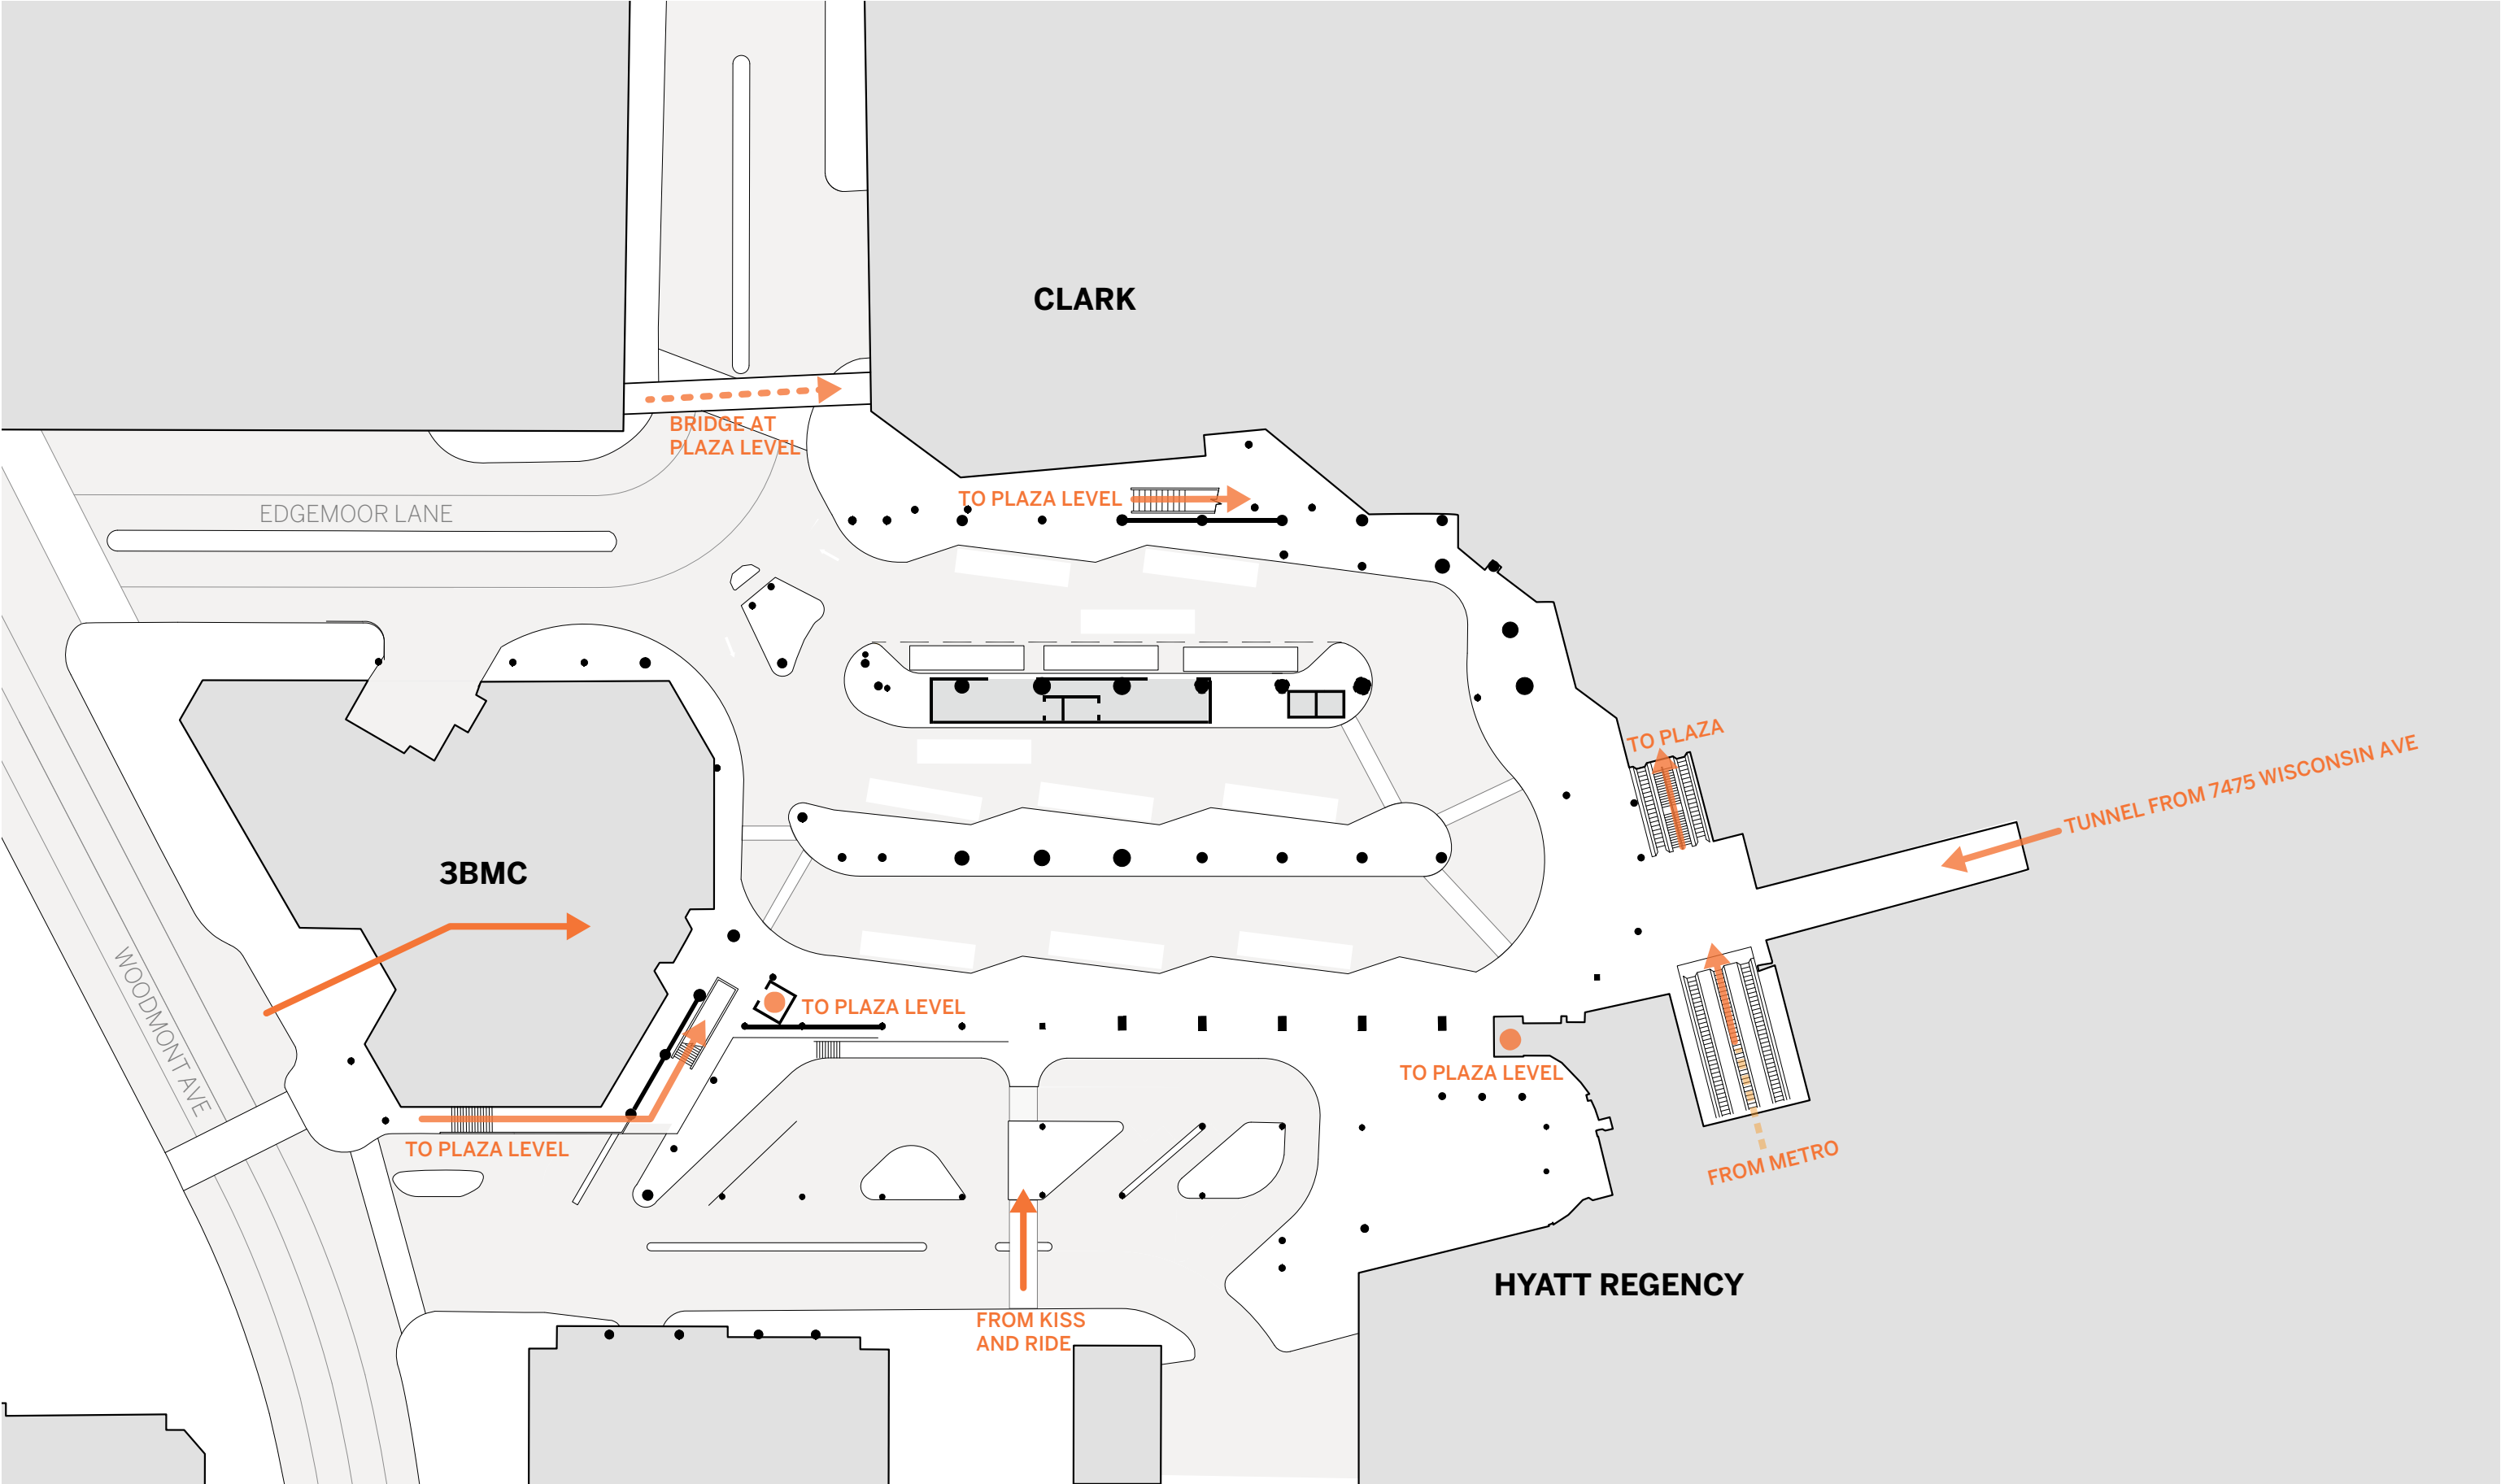 CLARK
BRIDGE AT
PLAZA LEVEL
TO PLAZA LEVEL
EDGEMOOR LANE
TO PLAZA
TUNNEL FROM 7475 WISCONSIN AVE
3BMC
WOODMONT AVE
TO PLAZA LEVEL
TO PLAZA LEVEL
TO PLAZA LEVEL
FROM METRO
HYATT REGENCY
FROM KISS
AND RIDE